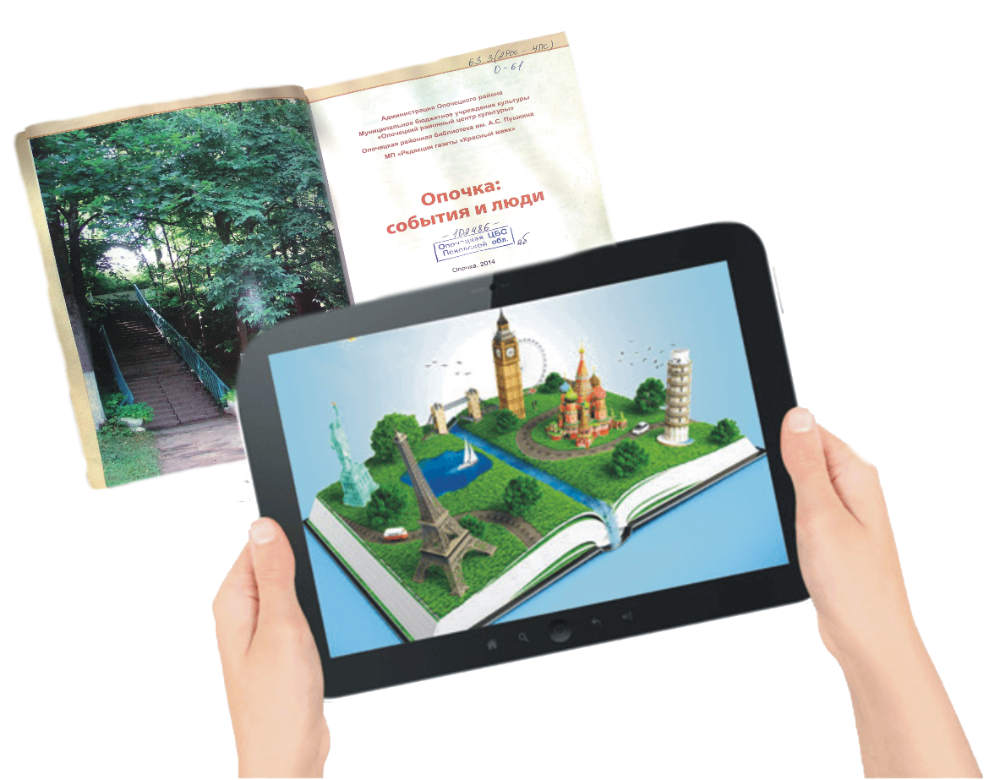 63.3(2Рос - 4Пс)
О-61
Администрация Опочецкого района
Муниципальное бюджетное учреждение культуры
«Опочецкий районный центр культуры»
Опочецкая районная библиотека им. А.С. Пушкина
МП «Редакция газеты «Красный маяк»
Опочка:
события и люди
- 102486 -
Опочецкая ЦБС
Псковской обл.
аб
Опочка, 2014